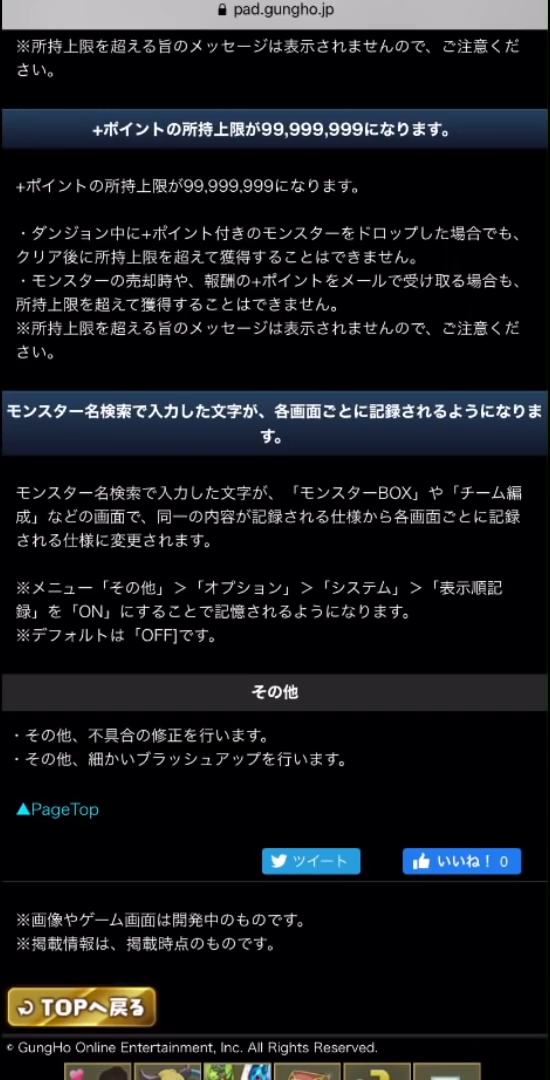 pad.gungho.jp
※所持上限を超える旨のメッセージは表示されませんので、ご注意くだ
さい。
+ポイントの所持上限が99,999,999になります。
+ポイントの所持上限が99,999,999になります。
・ダンジョン中に+ポイント付きのモンスターをドロップした場合でも、
クリア後に所持上限を超えて獲得することはできません。
・モンスターの売却時や、報酬の+ポイントをメールで受け取る場合も、
所持上限を超えて獲得することはできません。
※所持上限を超える旨のメッセージは表示されませんので、ご注意くだ
さい。
モンスター名検索で入力した文字が、各画面ごとに記録されるようになりま
す。
モンスター名検索で入力した文字が、「モンスターBOX」や「チーム編
成」などの画面で、同一の内容が記録される仕様から各画面ごとに記録
される仕様に変更されます。
※メニュー「その他」＞「オプション」＞「システム」＞「表示順記
録」を「ON」にすることで記憶されるようになります。
※デフォルトは「OFF]です。
その他
・その他、不具合の修正を行います。
・その他、細かいブラッシュアップを行います。
▲PageTop
ツイート
いいね！ 0
※画像やゲーム画面は開発中のものです。
※掲載情報は、掲載時点のものです。
TOPへ戻る
© GungHo Online Entertainment, Inc. All Rights Reserved.